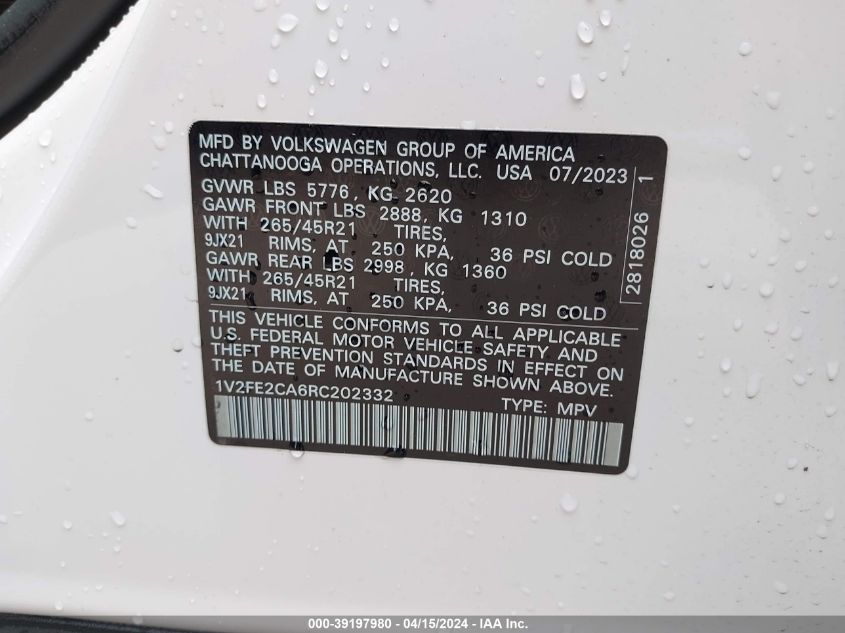 MFD BY VOLKSWAGEN GROUP OF AMERICA
CHATTANOOGA OPERATIONS, LLC. USA 07/2023
GVWR LBS 5776, KG 2620
GAWR FRONT LBS 2888, KG 1310
WITH 265/45R21 TIRES,
9JX21 RIMS, AT 250 KPA, 36 PSI COLD
GAWR REAR LBS 2998, KG 1360
WITH 265/45R21 TIRES,
9JX21 RIMS, AT 250 KPA, 36 PSI COLD
2818026 1
THIS VEHICLE CONFORMS TO ALL APPLICABLE
U.S. FEDERAL MOTOR VEHICLE SAFETY AND
THEFT PREVENTION STANDARDS IN EFFECT ON
THE DATE OF MANUFACTURE SHOWN ABOVE.
1V2FE2CA6RC202332 TYPE: MPV
000-39197980 - 04/15/2024 - IAA Inc.